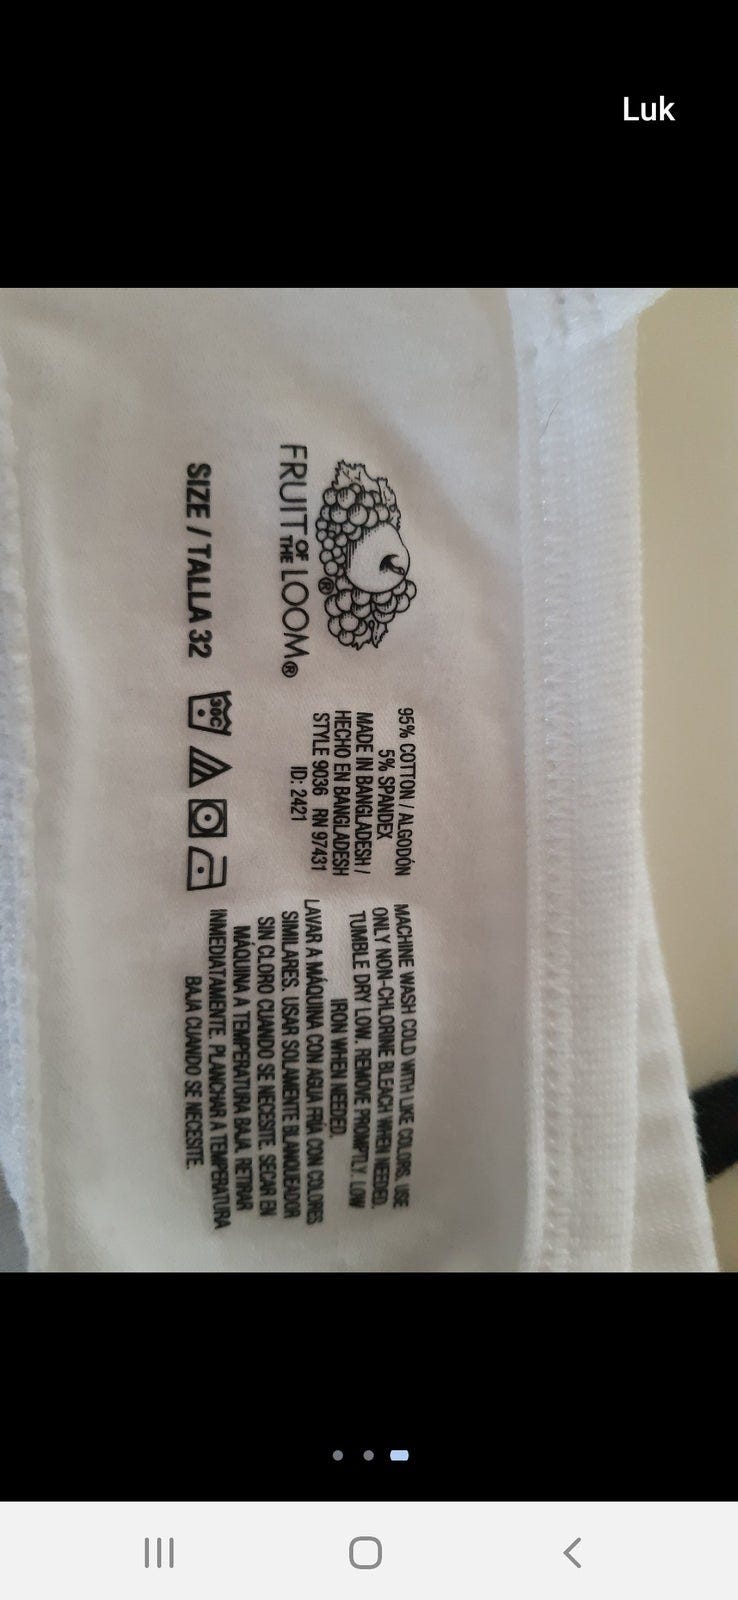 Luk
FRUIT OF THE LOOM®
SIZE / TALLA 32
30C
95% COTTON / ALGODÓN
5% SPANDEX
MADE IN BANGLADESH /
HECHO EN BANGLADESH
STYLE 9036 RN 97431
ID: 2421
MACHINE WASH COLD WITH LIKE COLORS. USE
ONLY NON-CHLORINE BLEACH WHEN NEEDED.
TUMBLE DRY LOW. REMOVE PROMPTLY. LOW
IRON WHEN NEEDED.
LAVAR A MÁQUINA CON AGUA FRÍA CON COLORES
SIMILARES. USAR SOLAMENTE BLANQUEADOR
SIN CLORO CUANDO SE NECESITE. SECAR EN
MÁQUINA A TEMPERATURA BAJA. RETIRAR
INMEDIATAMENTE. PLANCHAR A TEMPERATURA
BAJA CUANDO SE NECESITE.